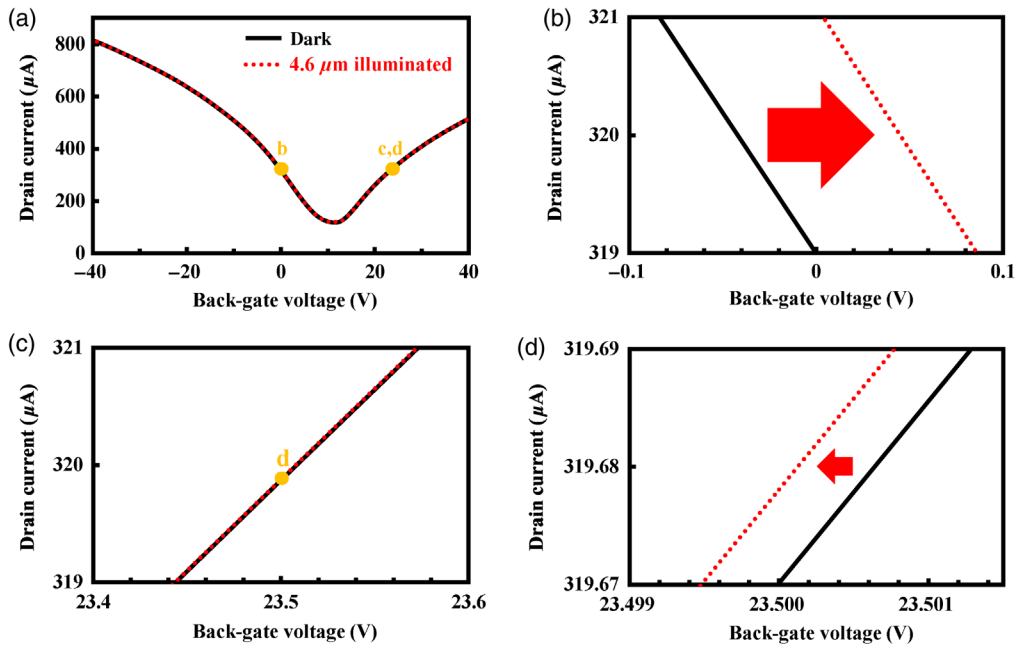 (a)
800
600
400
200
0
Drain current (µA)
Dark
4.6 µm illuminated
b
c,d
−40
−20
0
20
40
Back-gate voltage (V)
(b)
321
320
319
Drain current (µA)
−0.1
0
0.1
Back-gate voltage (V)
(c)
321
320
319
Drain current (µA)
d
23.4
23.5
23.6
Back-gate voltage (V)
(d)
319.69
319.68
319.67
Drain current (µA)
23.499
23.500
23.501
Back-gate voltage (V)